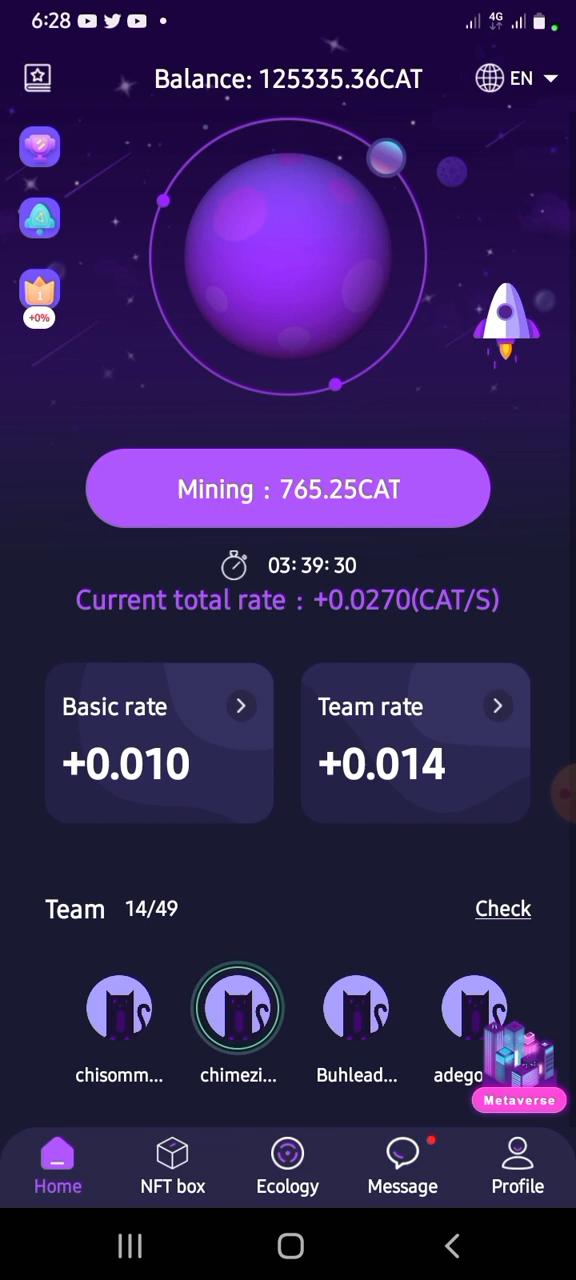 6:28
4G
Balance: 125335.36CAT
EN
1
+0%
Mining : 765.25CAT
03:39:30
Current total rate : +0.0270(CAT/S)
Basic rate
+0.010
Team rate
+0.014
Team 14/49
Check
chisomm...
chimezi...
Buhlead...
adego
Metaverse
Home
NFT box
Ecology
Message
Profile